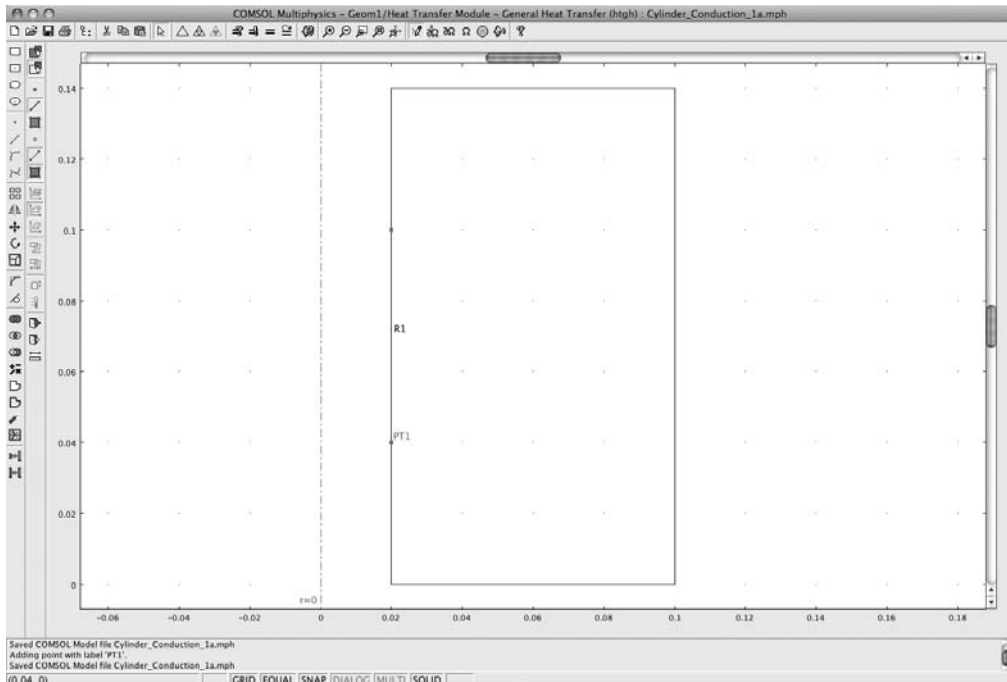 COMSOL Multiphysics – Geom1/Heat Transfer Module – General Heat Transfer (htgh) : Cylinder_Conduction_1a.mph
0.14
0.12
0.1
0.08
R1
0.06
PT1
0.04
0.02
0
r=0
-0.06 -0.04 -0.02 0 0.02 0.04 0.06 0.08 0.1 0.12 0.14 0.16 0.18
Saved COMSOL Model file Cylinder_Conduction_1a.mph
Adding point with label 'PT1'.
Saved COMSOL Model file Cylinder_Conduction_1a.mph
(0.04, 0) GRID EQUAL SNAP DIALOG MULTI SOLID